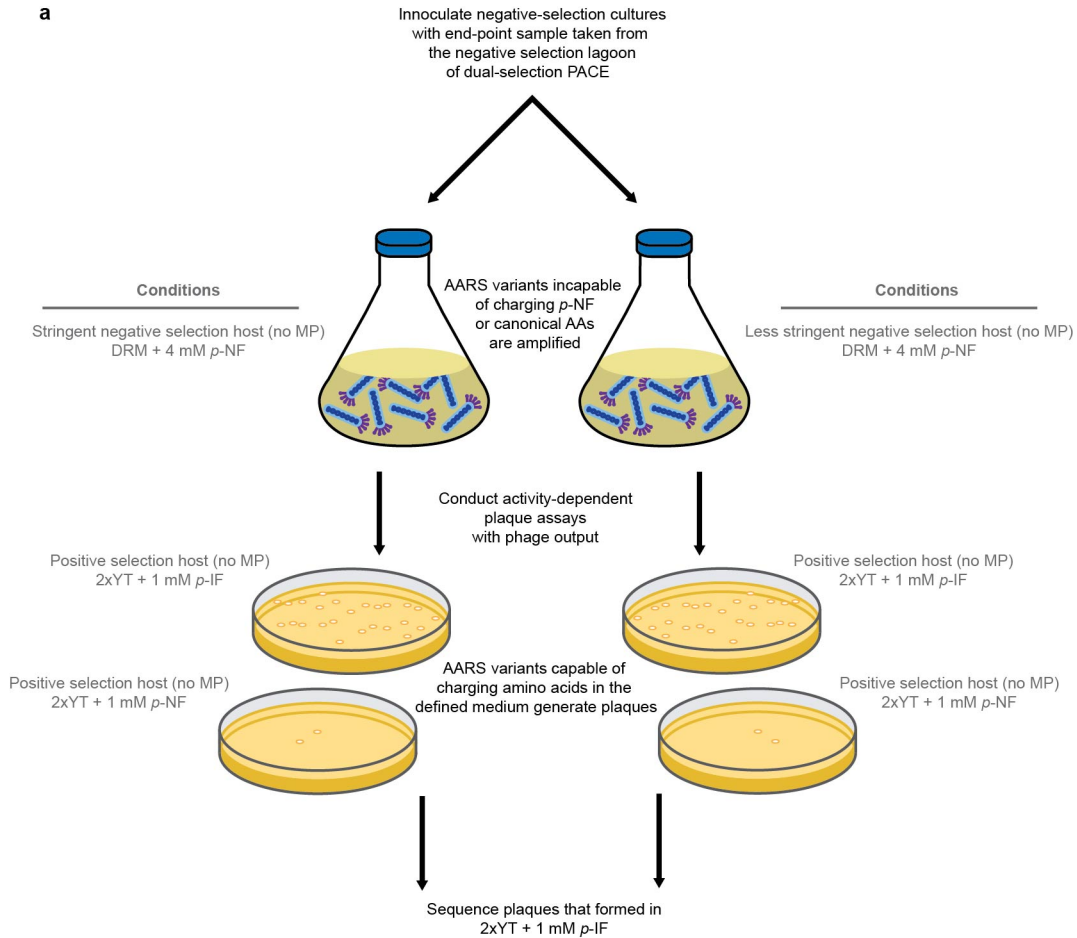 a
Innoculate negative-selection cultures
with end-point sample taken from
the negative selection lagoon
of dual-selection PACE
Conditions
Stringent negative selection host (no MP)
DRM + 4 mM p-NF
AARS variants incapable
of charging p-NF
or canonical AAs
are amplified
Conditions
Less stringent negative selection host (no MP)
DRM + 4 mM p-NF
Conduct activity-dependent
plaque assays
with phage output
Positive selection host (no MP)
2xYT + 1 mM p-IF
Positive selection host (no MP)
2xYT + 1 mM p-IF
Positive selection host (no MP)
2xYT + 1 mM p-NF
AARS variants capable of
charging amino acids in the
defined medium generate plaques
Positive selection host (no MP)
2xYT + 1 mM p-NF
Sequence plaques that formed in
2xYT + 1 mM p-IF